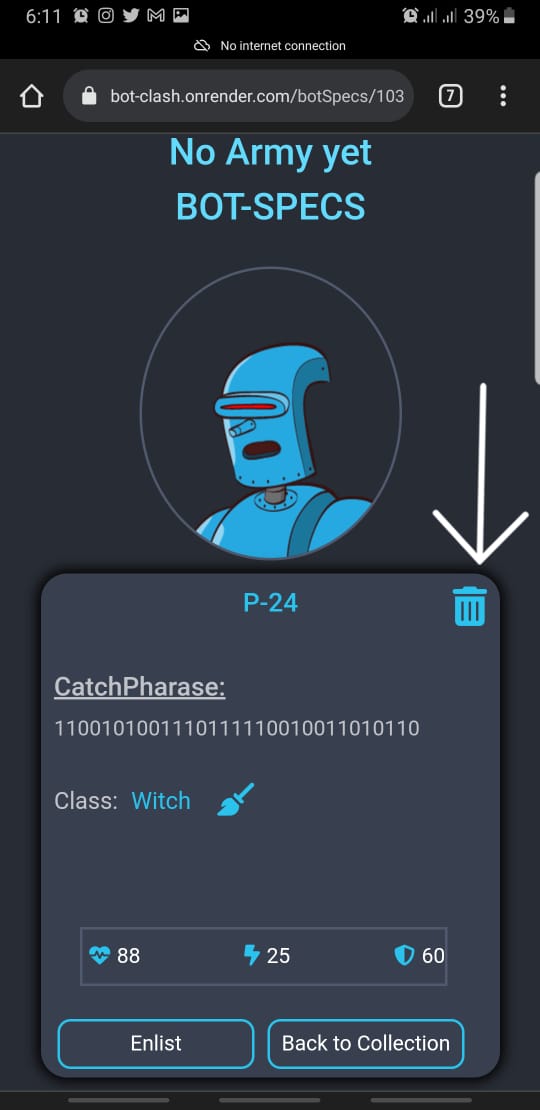 6:11 39%
No internet connection
bot-clash.onrender.com/botSpecs/103 7
No Army yet
BOT-SPECS
P-24
CatchPharase:
11001010011101111110010011010110
Class: Witch
88 25 60
Enlist Back to Collection